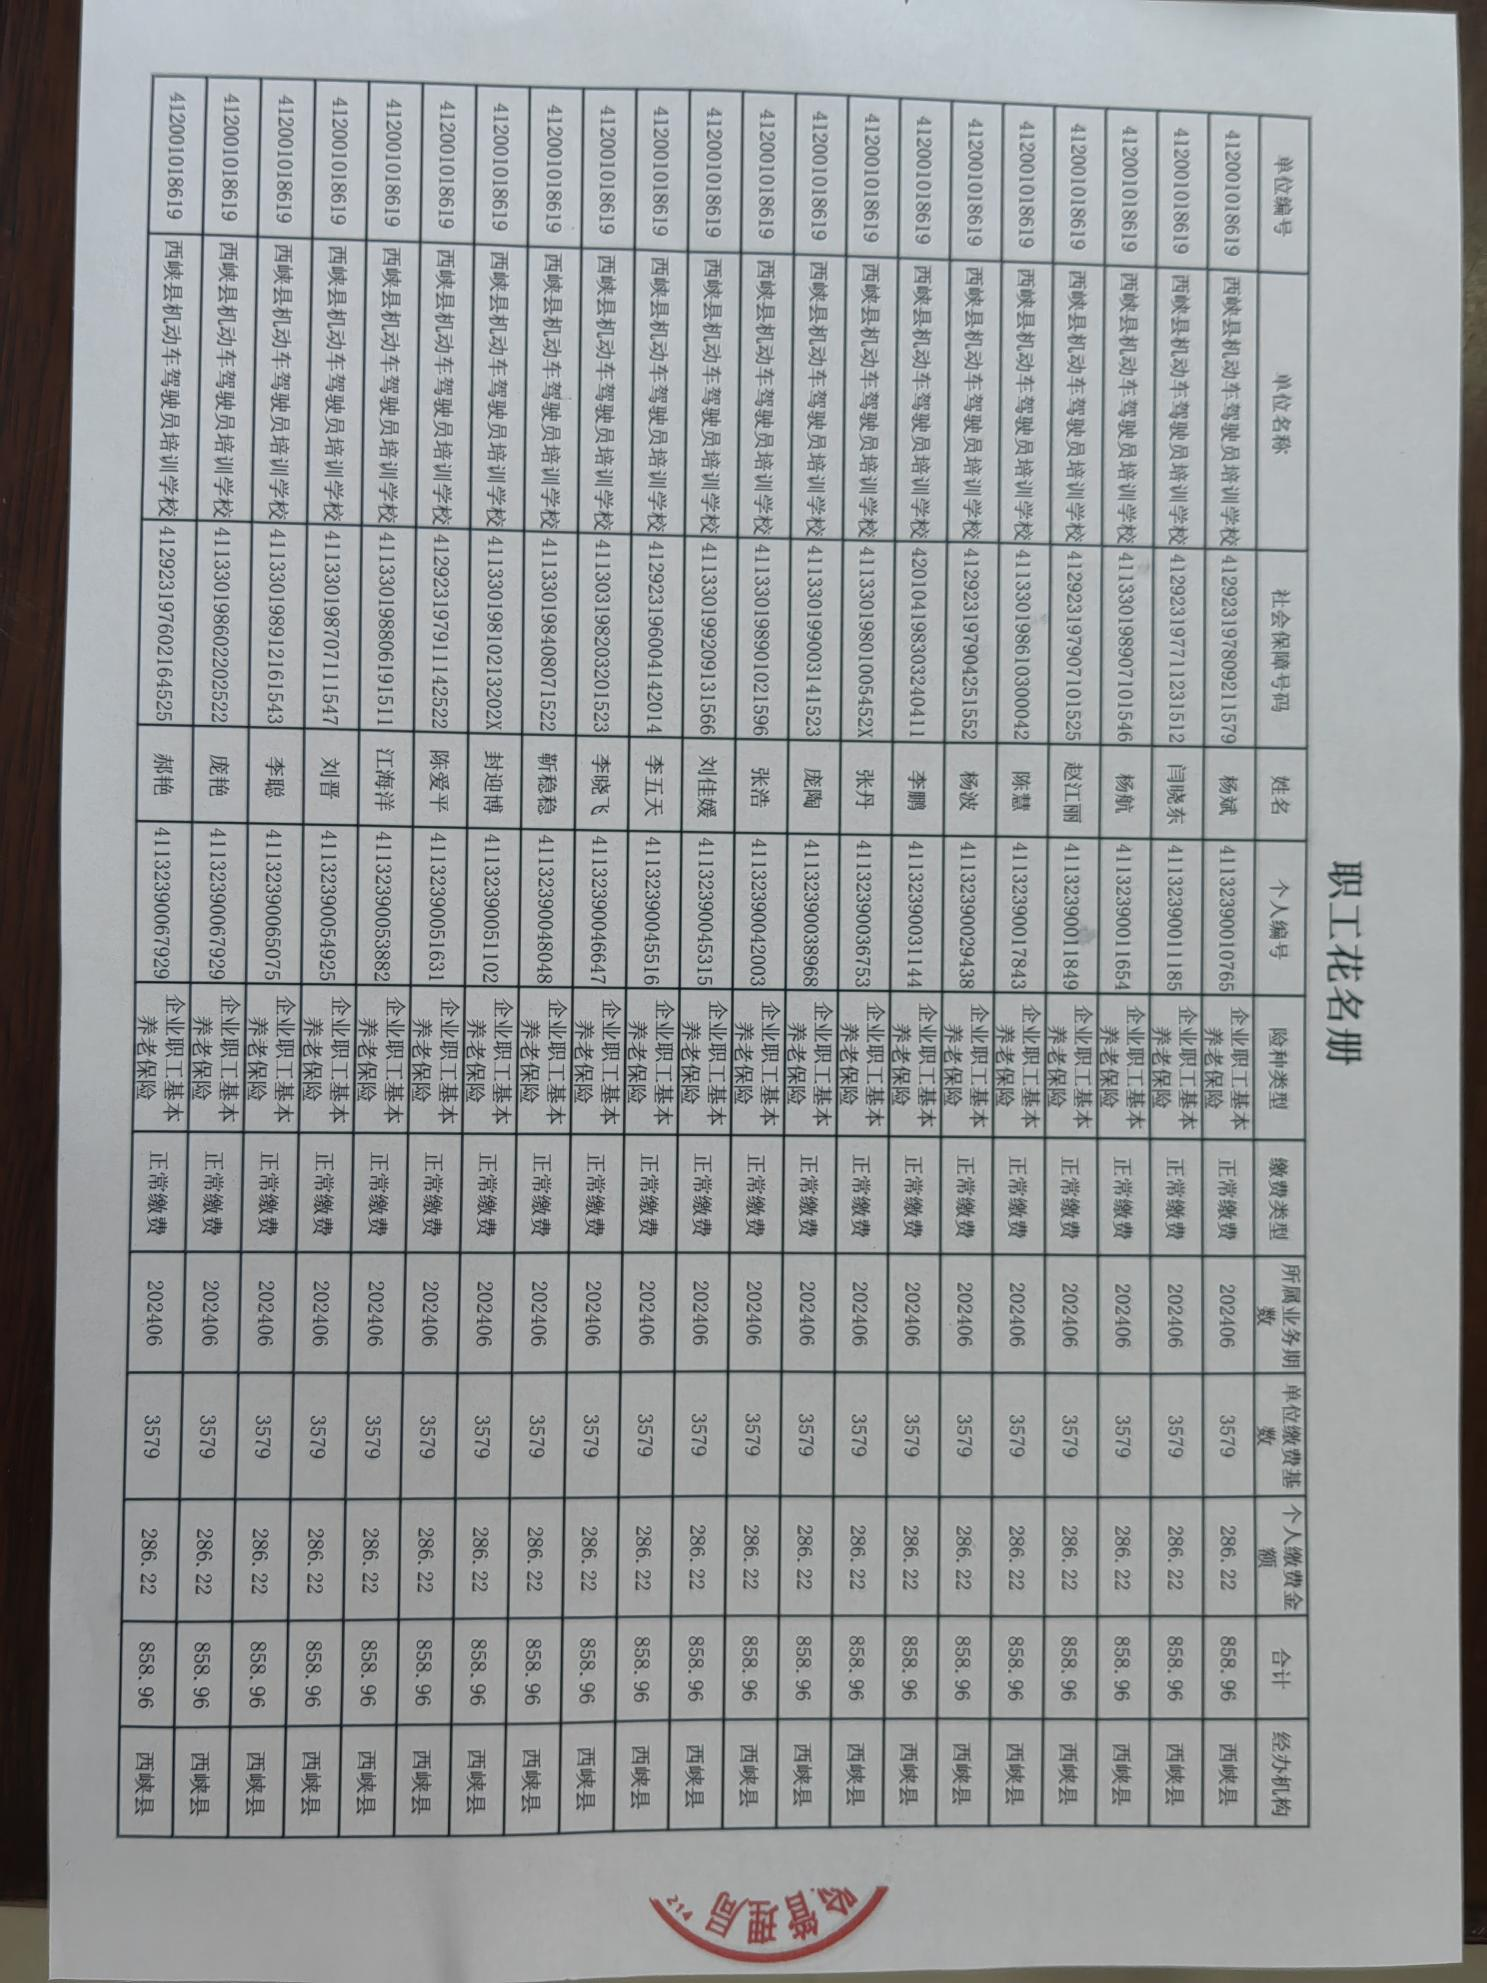 职工花名册
单位编号 单位名称 社会保障号码 姓名 个人编号 险种类型 缴费类型 所属业务期数 单位缴费基数 个人缴费金额 合计 经办机构
412001018619 西峡县机动车驾驶员培训学校 412923197809211579 杨斌 41132390010765 企业职工基本养老保险 正常缴费 202406 3579 286.22 858.96 西峡县
412001018619 西峡县机动车驾驶员培训学校 412923197711231512 闫晓东 41132390011185 企业职工基本养老保险 正常缴费 202406 3579 286.22 858.96 西峡县
412001018619 西峡县机动车驾驶员培训学校 411330198907101546 杨航 41132390011654 企业职工基本养老保险 正常缴费 202406 3579 286.22 858.96 西峡县
412001018619 西峡县机动车驾驶员培训学校 412923197907101525 赵江丽 41132390011849 企业职工基本养老保险 正常缴费 202406 3579 286.22 858.96 西峡县
412001018619 西峡县机动车驾驶员培训学校 411330198610300042 陈慧 41132390017843 企业职工基本养老保险 正常缴费 202406 3579 286.22 858.96 西峡县
412001018619 西峡县机动车驾驶员培训学校 412923197904251552 杨波 41132390029438 企业职工基本养老保险 正常缴费 202406 3579 286.22 858.96 西峡县
412001018619 西峡县机动车驾驶员培训学校 420104198303240411 李鹏 41132390031144 企业职工基本养老保险 正常缴费 202406 3579 286.22 858.96 西峡县
412001018619 西峡县机动车驾驶员培训学校 41133019801005452X 张丹 41132390036753 企业职工基本养老保险 正常缴费 202406 3579 286.22 858.96 西峡县
412001018619 西峡县机动车驾驶员培训学校 411330199003141523 庞陶 41132390038968 企业职工基本养老保险 正常缴费 202406 3579 286.22 858.96 西峡县
412001018619 西峡县机动车驾驶员培训学校 411330198901021596 张浩 41132390042003 企业职工基本养老保险 正常缴费 202406 3579 286.22 858.96 西峡县
412001018619 西峡县机动车驾驶员培训学校 411330199209131566 刘佳媛 41132390045315 企业职工基本养老保险 正常缴费 202406 3579 286.22 858.96 西峡县
412001018619 西峡县机动车驾驶员培训学校 412923196004142014 李五天 41132390045516 企业职工基本养老保险 正常缴费 202406 3579 286.22 858.96 西峡县
412001018619 西峡县机动车驾驶员培训学校 411303198203201523 李晓飞 41132390046647 企业职工基本养老保险 正常缴费 202406 3579 286.22 858.96 西峡县
412001018619 西峡县机动车驾驶员培训学校 411330198408071522 靳稳稳 41132390048048 企业职工基本养老保险 正常缴费 202406 3579 286.22 858.96 西峡县
412001018619 西峡县机动车驾驶员培训学校 41133019810213202X 封迎博 41132390051102 企业职工基本养老保险 正常缴费 202406 3579 286.22 858.96 西峡县
412001018619 西峡县机动车驾驶员培训学校 412923197911142522 陈爱平 41132390051631 企业职工基本养老保险 正常缴费 202406 3579 286.22 858.96 西峡县
412001018619 西峡县机动车驾驶员培训学校 411330198806191511 江海洋 41132390053882 企业职工基本养老保险 正常缴费 202406 3579 286.22 858.96 西峡县
412001018619 西峡县机动车驾驶员培训学校 411330198707111547 刘晋 41132390054925 企业职工基本养老保险 正常缴费 202406 3579 286.22 858.96 西峡县
412001018619 西峡县机动车驾驶员培训学校 411330198912161543 李聪 41132390065075 企业职工基本养老保险 正常缴费 202406 3579 286.22 858.96 西峡县
412001018619 西峡县机动车驾驶员培训学校 411330198602202522 庞艳 41132390067929 企业职工基本养老保险 正常缴费 202406 3579 286.22 858.96 西峡县
412001018619 西峡县机动车驾驶员培训学校 412923197602164525 郝艳 41132390067929 企业职工基本养老保险 正常缴费 202406 3579 286.22 858.96 西峡县
管理局
214